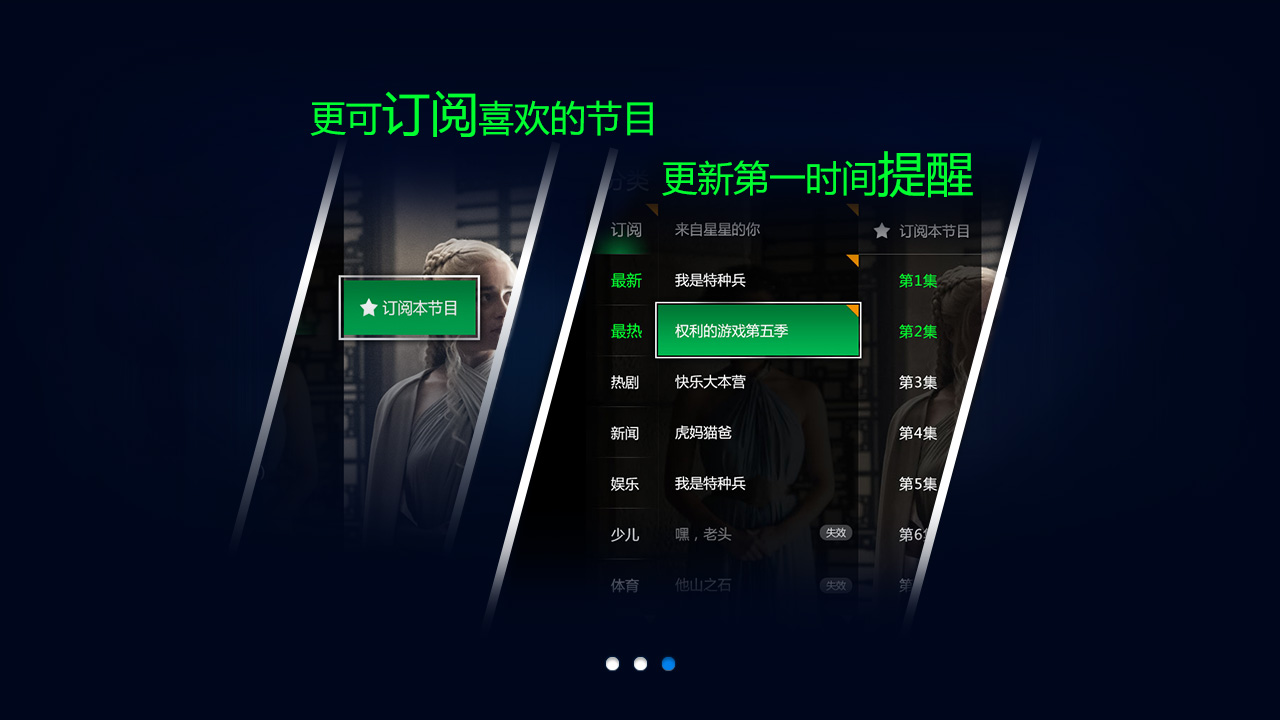 更可订阅喜欢的节目
更新第一时间提醒
订阅本节目
分类
订阅
最新
最热
热剧
新闻
娱乐
少儿
体育
来自星星的你
我是特种兵
权利的游戏第五季
快乐大本营
虎妈猫爸
我是特种兵
嘿，老头 失效
他山之石 失效
订阅本节目
第1集
第2集
第3集
第4集
第5集
第6
第